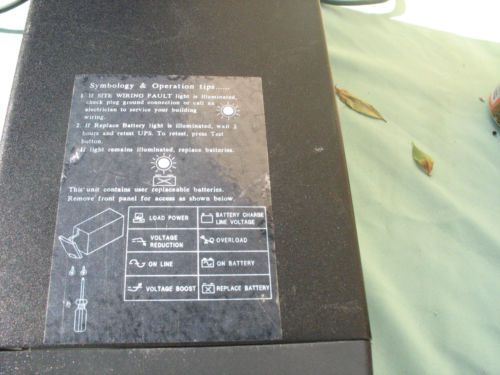 Symbology & Operation tips......
1. If SITE WIRING FAULT light is illuminated,
check plug ground connection or call an
electrician to service your building
wiring.
2. If Replace Battery light is illuminated, wait 2
hours and retest UPS. To retest, press Test
button.
If light remains illuminated, replace batteries.
This unit contains user replaceable batteries.
Remove front panel for access as shown below.
LOAD POWER
BATTERY CHARGE
LINE VOLTAGE
VOLTAGE
REDUCTION
OVERLOAD
ON LINE
ON BATTERY
VOLTAGE BOOST
REPLACE BATTERY